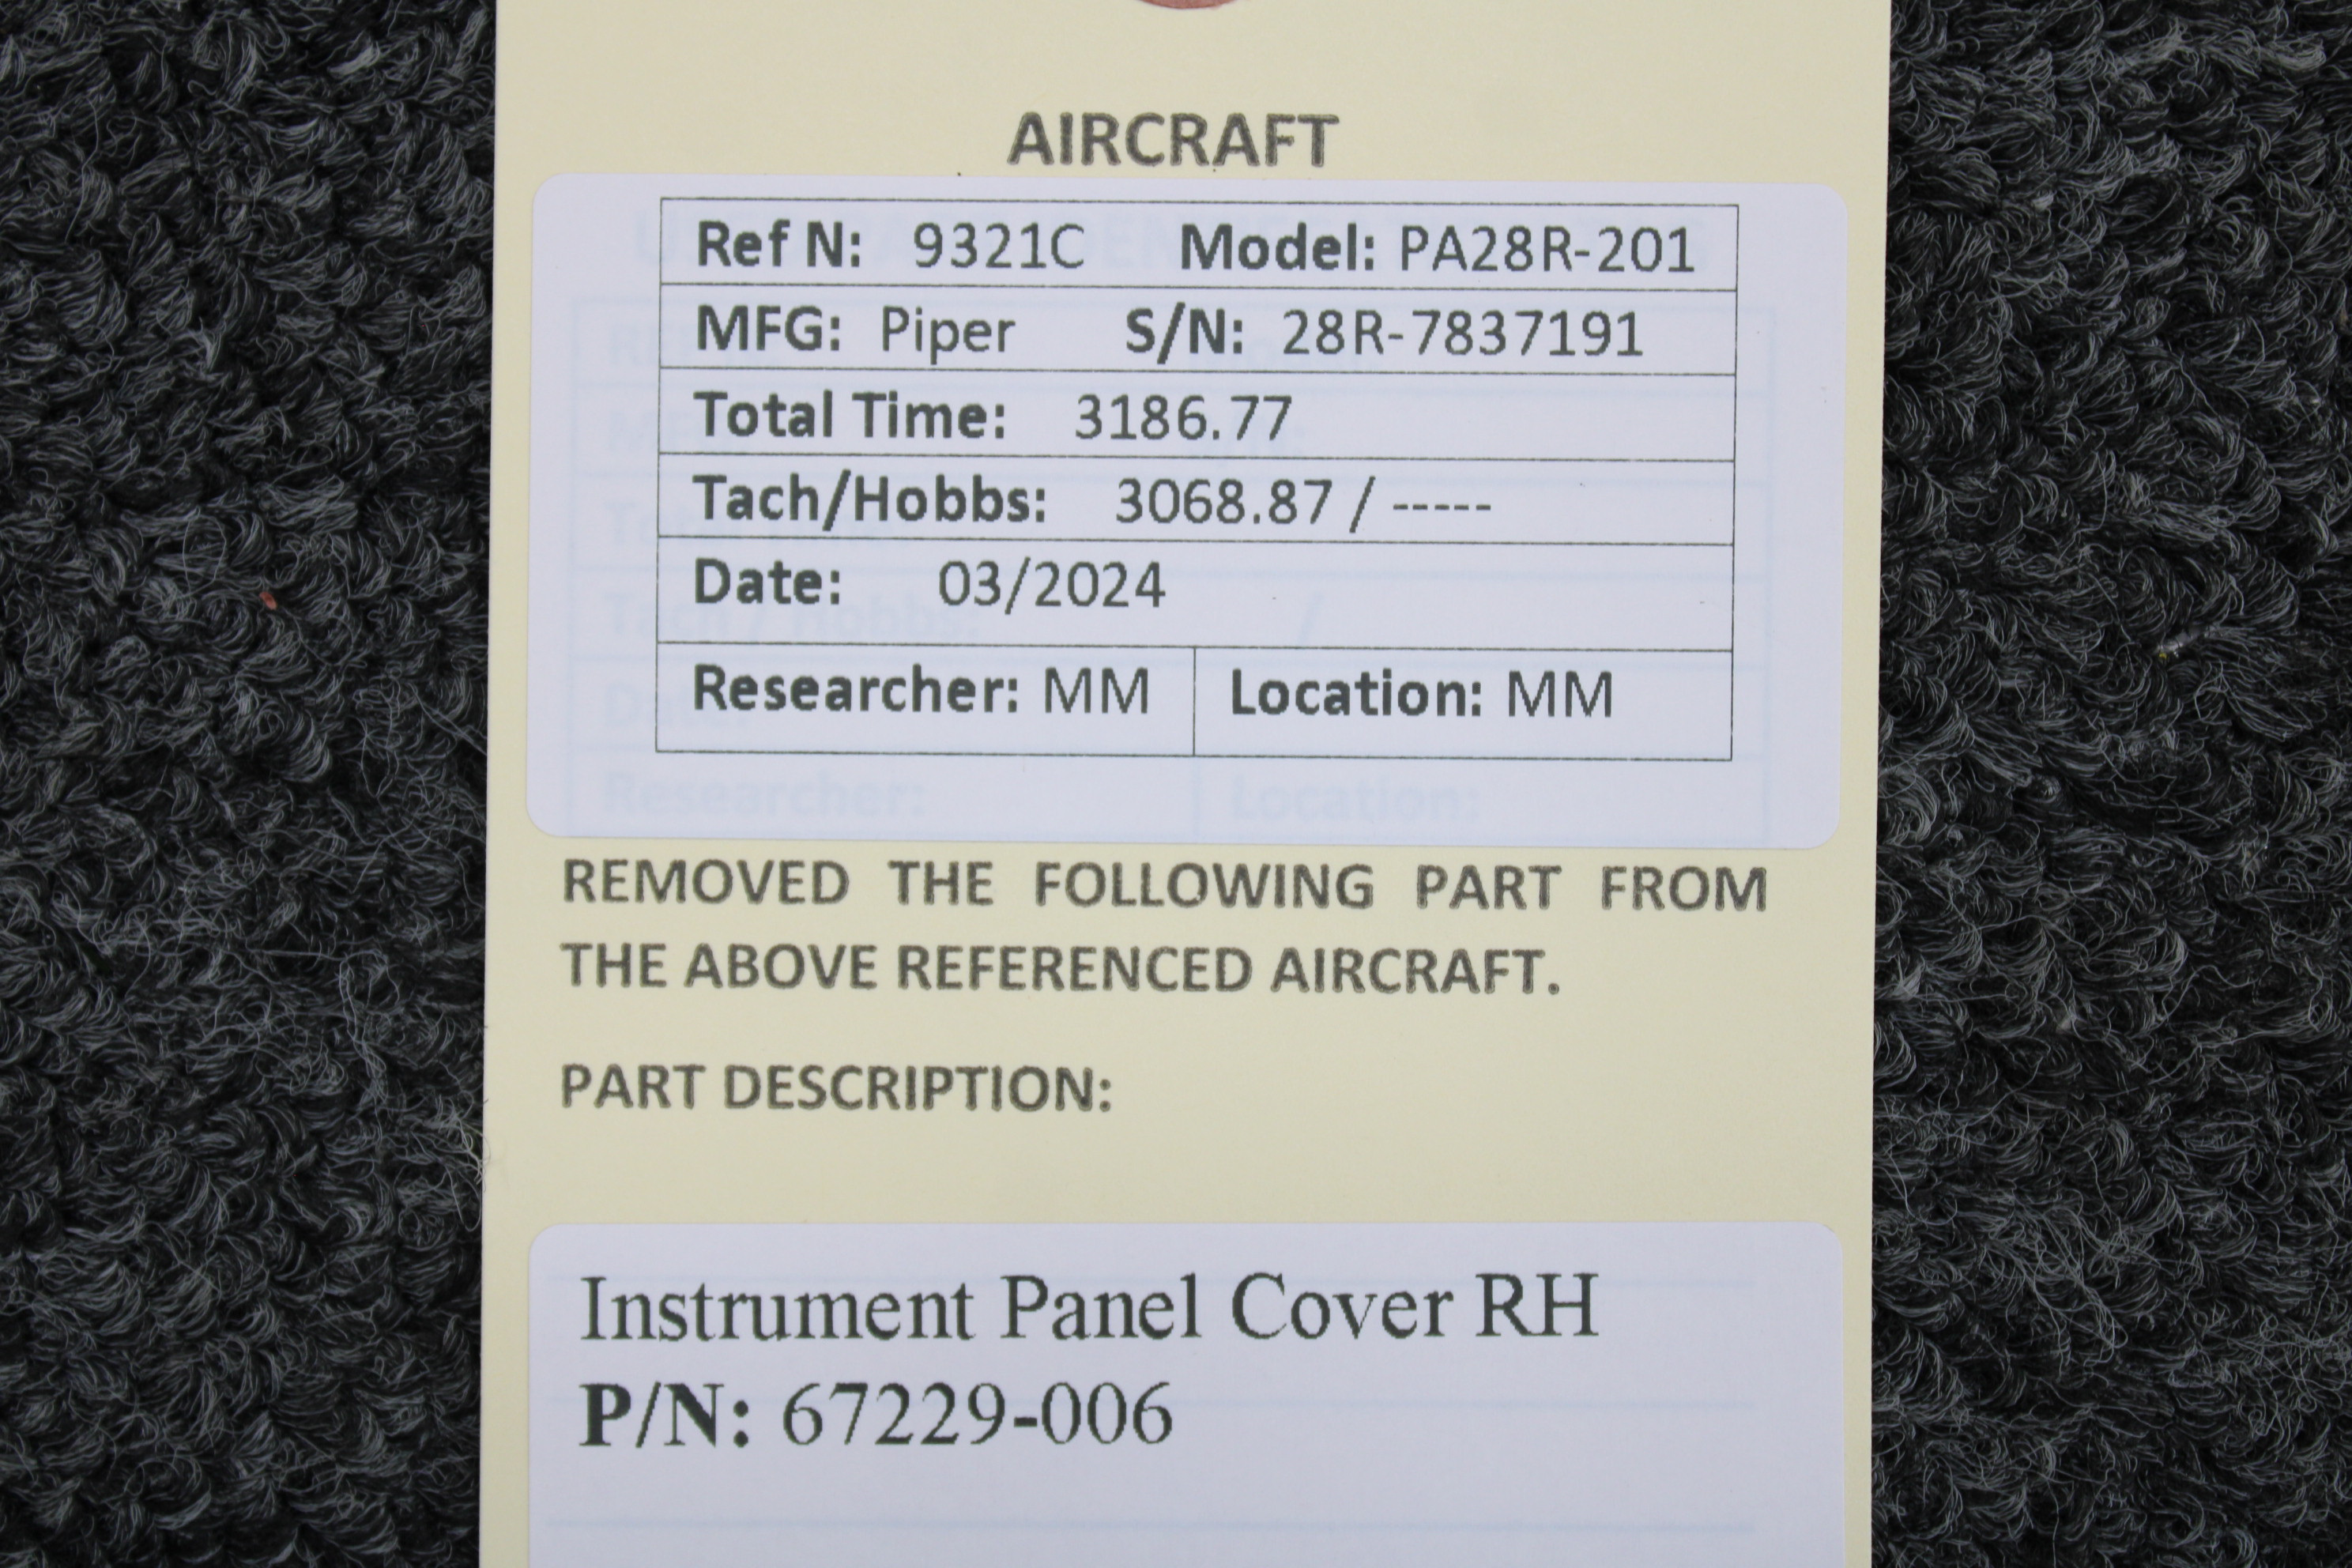 AIRCRAFT
Ref N: 9321C Model: PA28R-201
MFG: Piper S/N: 28R-7837191
Total Time: 3186.77
Tach/Hobbs: 3068.87 / -----
Date: 03/2024
Researcher: MM Location: MM
Researcher: Location:
REMOVED THE FOLLOWING PART FROM
THE ABOVE REFERENCED AIRCRAFT.
PART DESCRIPTION:
Instrument Panel Cover RH
P/N: 67229-006